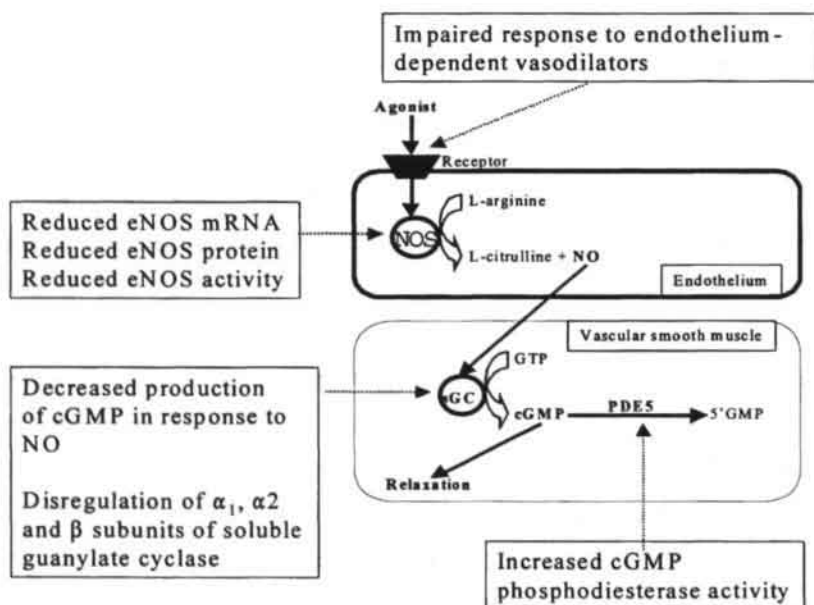 Impaired response to endothelium-
dependent vasodilators
Agonist
Receptor
L-arginine
NOS
L-citrulline + NO
Endothelium
Reduced eNOS mRNA
Reduced eNOS protein
Reduced eNOS activity
Vascular smooth muscle
GTP
sGC
cGMP
PDE5
5'GMP
Relaxation
Decreased production
of cGMP in response to
NO
Disregulation of α₁, α2
and β subunits of soluble
guanylate cyclase
Increased cGMP
phosphodiesterase activity